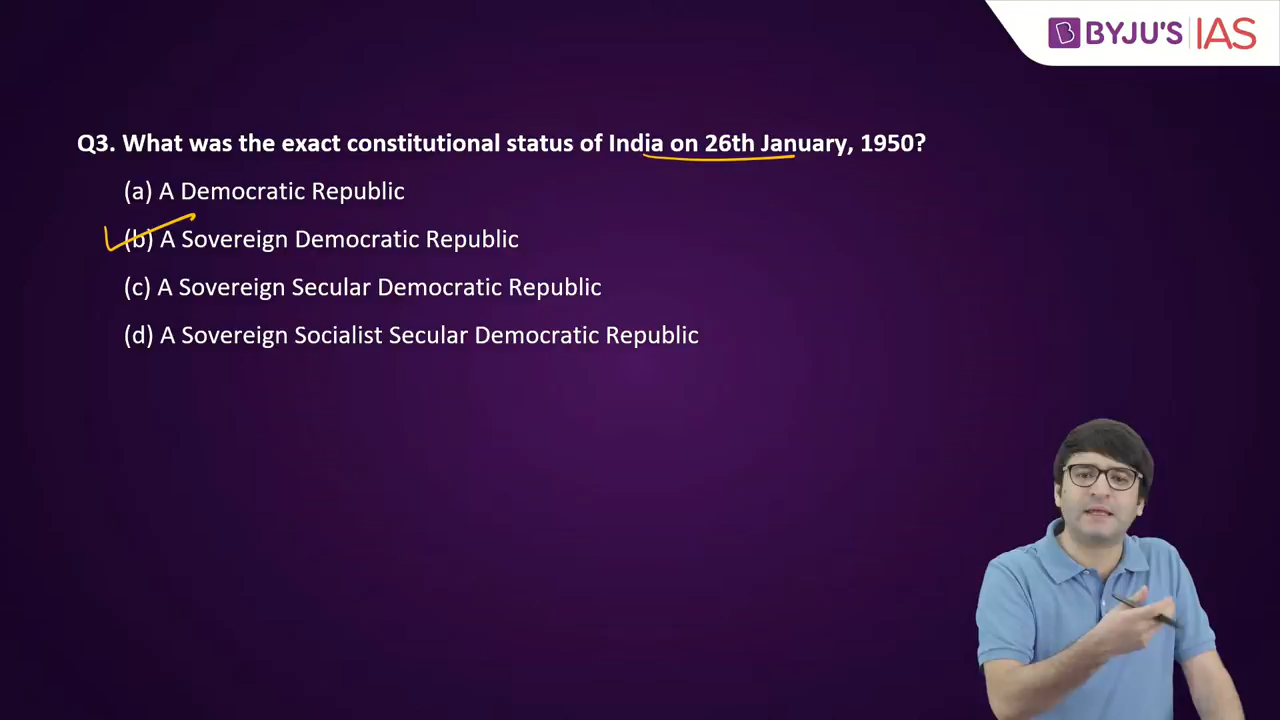 BYJU'S IAS
Q3. What was the exact constitutional status of India on 26th January, 1950?
(a) A Democratic Republic
(b) A Sovereign Democratic Republic
(c) A Sovereign Secular Democratic Republic
(d) A Sovereign Socialist Secular Democratic Republic